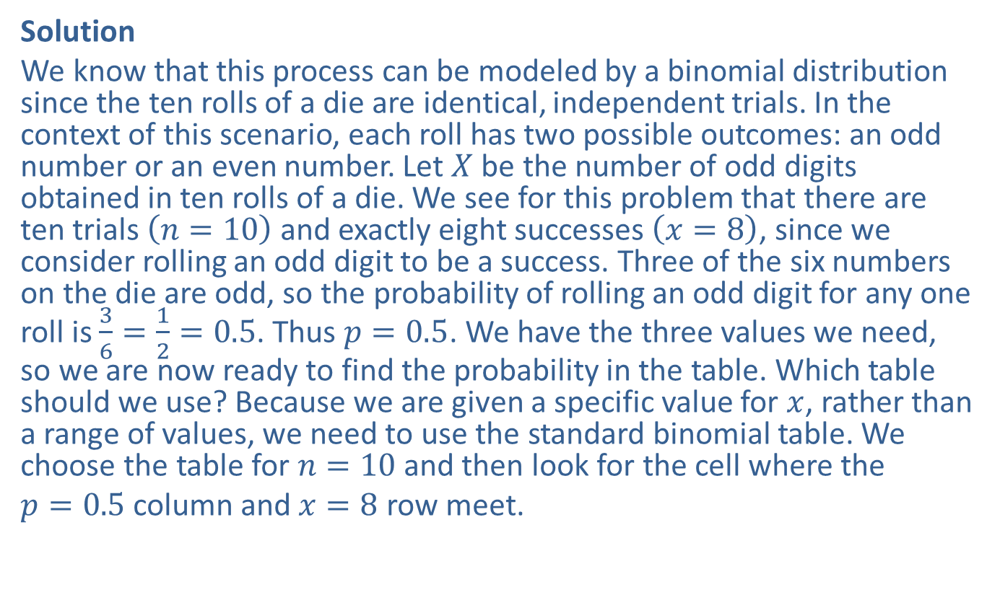 Solution
We know that this process can be modeled by a binomial distribution
since the ten rolls of a die are identical, independent trials. In the
context of this scenario, each roll has two possible outcomes: an odd
number or an even number. Let X be the number of odd digits
obtained in ten rolls of a die. We see for this problem that there are
ten trials (n = 10) and exactly eight successes (x = 8), since we
consider rolling an odd digit to be a success. Three of the six numbers
on the die are odd, so the probability of rolling an odd digit for any one
roll is 3/6 = 1/2 = 0.5. Thus p = 0.5. We have the three values we need,
so we are now ready to find the probability in the table. Which table
should we use? Because we are given a specific value for x, rather than
a range of values, we need to use the standard binomial table. We
choose the table for n = 10 and then look for the cell where the
p = 0.5 column and x = 8 row meet.